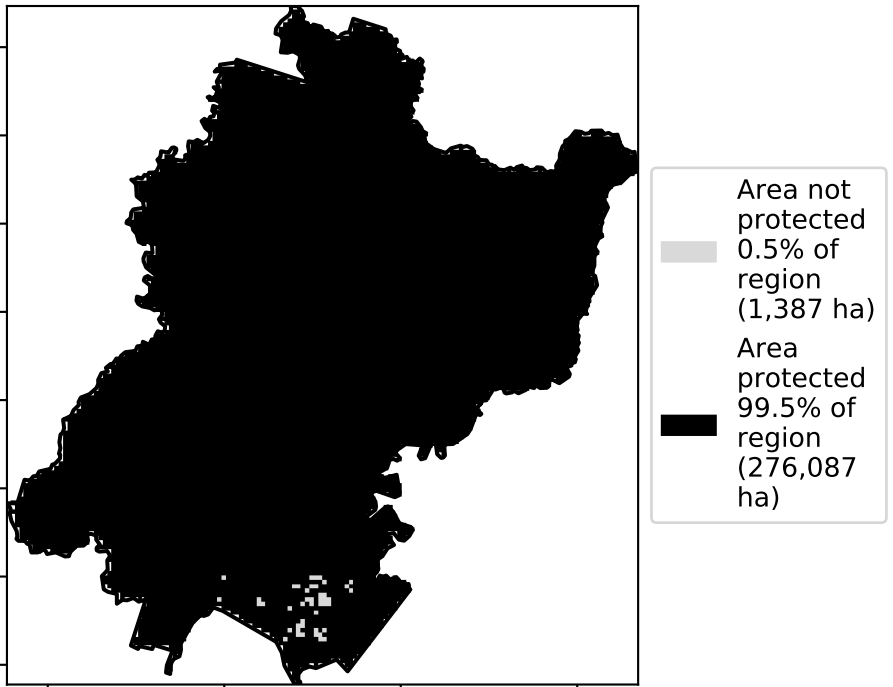 Area not
protected
0.5% of
region
(1,387 ha)
Area
protected
99.5% of
region
(276,087
ha)